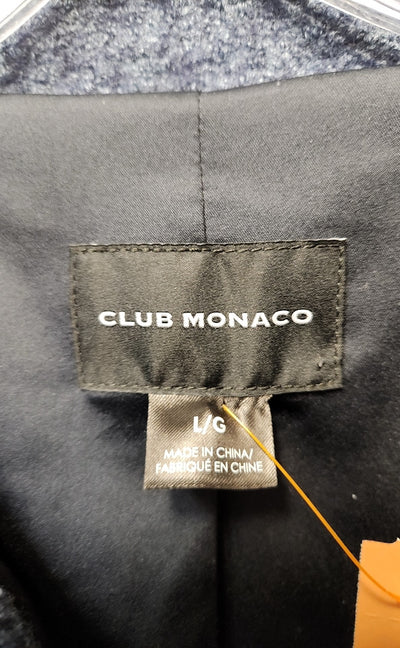 CLUB MONACO
L/G
MADE IN CHINA/
FABRIQUÉ EN CHINE